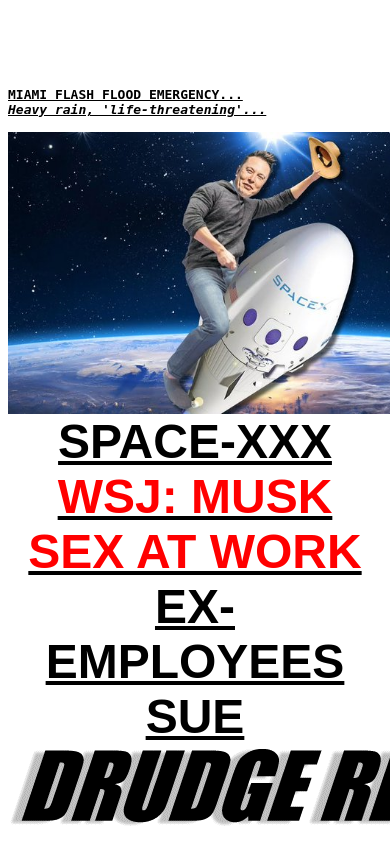 MIAMI FLASH FLOOD EMERGENCY...
Heavy rain, 'life-threatening'...
SPACEX
SPACE-XXX
WSJ: MUSK
SEX AT WORK
EX-
EMPLOYEES
SUE
DRUDGE RE